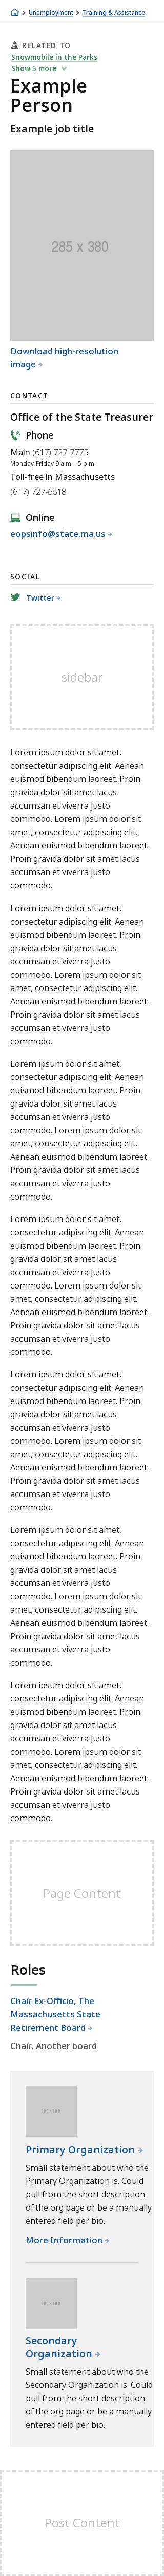 Unemployment > Training & Assistance
RELATED TO
Snowmobile in the Parks
Show 5 more
Example
Person
Example job title
285 x 380
Download high-resolution
image
CONTACT
Office of the State Treasurer
Phone
Main (617) 727-7775
Monday-Friday 9 a.m. - 5 p.m.
Toll-free in Massachusetts
(617) 727-6618
Online
eopsinfo@state.ma.us
SOCIAL
Twitter
sidebar
Lorem ipsum dolor sit amet,
consectetur adipiscing elit. Aenean
euismod bibendum laoreet. Proin
gravida dolor sit amet lacus
accumsan et viverra justo
commodo. Lorem ipsum dolor sit
amet, consectetur adipiscing elit.
Aenean euismod bibendum laoreet.
Proin gravida dolor sit amet lacus
accumsan et viverra justo
commodo.
Lorem ipsum dolor sit amet,
consectetur adipiscing elit. Aenean
euismod bibendum laoreet. Proin
gravida dolor sit amet lacus
accumsan et viverra justo
commodo. Lorem ipsum dolor sit
amet, consectetur adipiscing elit.
Aenean euismod bibendum laoreet.
Proin gravida dolor sit amet lacus
accumsan et viverra justo
commodo.
Lorem ipsum dolor sit amet,
consectetur adipiscing elit. Aenean
euismod bibendum laoreet. Proin
gravida dolor sit amet lacus
accumsan et viverra justo
commodo. Lorem ipsum dolor sit
amet, consectetur adipiscing elit.
Aenean euismod bibendum laoreet.
Proin gravida dolor sit amet lacus
accumsan et viverra justo
commodo.
Lorem ipsum dolor sit amet,
consectetur adipiscing elit. Aenean
euismod bibendum laoreet. Proin
gravida dolor sit amet lacus
accumsan et viverra justo
commodo. Lorem ipsum dolor sit
amet, consectetur adipiscing elit.
Aenean euismod bibendum laoreet.
Proin gravida dolor sit amet lacus
accumsan et viverra justo
commodo.
Lorem ipsum dolor sit amet,
consectetur adipiscing elit. Aenean
euismod bibendum laoreet. Proin
gravida dolor sit amet lacus
accumsan et viverra justo
commodo. Lorem ipsum dolor sit
amet, consectetur adipiscing elit.
Aenean euismod bibendum laoreet.
Proin gravida dolor sit amet lacus
accumsan et viverra justo
commodo.
Lorem ipsum dolor sit amet,
consectetur adipiscing elit. Aenean
euismod bibendum laoreet. Proin
gravida dolor sit amet lacus
accumsan et viverra justo
commodo. Lorem ipsum dolor sit
amet, consectetur adipiscing elit.
Aenean euismod bibendum laoreet.
Proin gravida dolor sit amet lacus
accumsan et viverra justo
commodo.
Lorem ipsum dolor sit amet,
consectetur adipiscing elit. Aenean
euismod bibendum laoreet. Proin
gravida dolor sit amet lacus
accumsan et viverra justo
commodo. Lorem ipsum dolor sit
amet, consectetur adipiscing elit.
Aenean euismod bibendum laoreet.
Proin gravida dolor sit amet lacus
accumsan et viverra justo
commodo.
Page Content
Roles
Chair Ex-Officio, The
Massachusetts State
Retirement Board
Chair, Another board
Primary Organization
Small statement about who the
Primary Organization is. Could
pull from the short description
of the org page or be a manually
entered field per bio.
More Information
Secondary
Organization
Small statement about who the
Secondary Organization is. Could
pull from the short description
of the org page or be a manually
entered field per bio.
Post Content